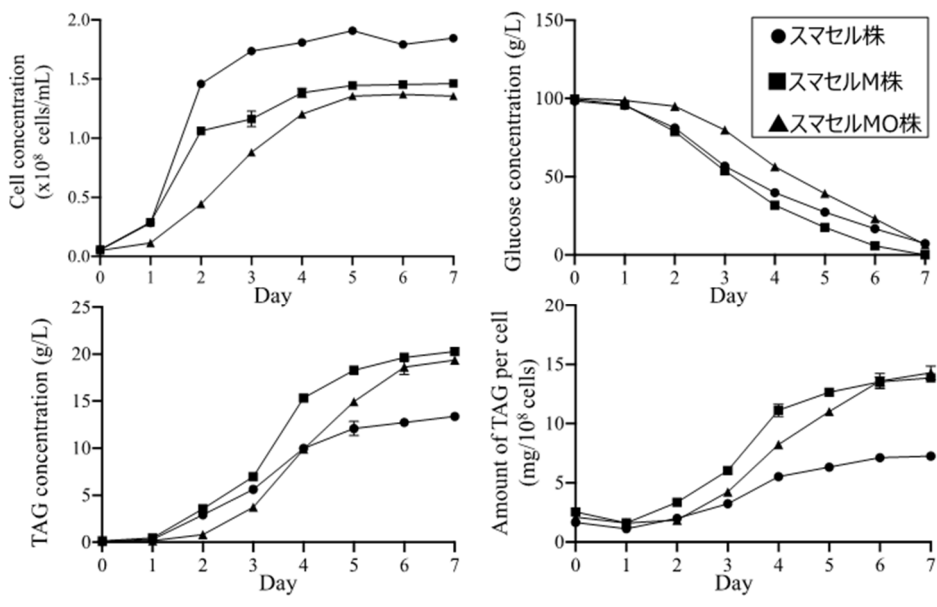 Cell concentration
(x10⁸ cells/mL)
2.0
1.5
1.0
0.5
0.0
0 1 2 3 4 5 6 7
Day
Glucose concentration (g/L)
150
100
50
0
0 1 2 3 4 5 6 7
Day
スマセル株
スマセルM株
スマセルMO株
TAG concentration (g/L)
25
20
15
10
5
0
0 1 2 3 4 5 6 7
Day
Amount of TAG per cell
(mg/10⁸ cells)
20
15
10
5
0
0 1 2 3 4 5 6 7
Day